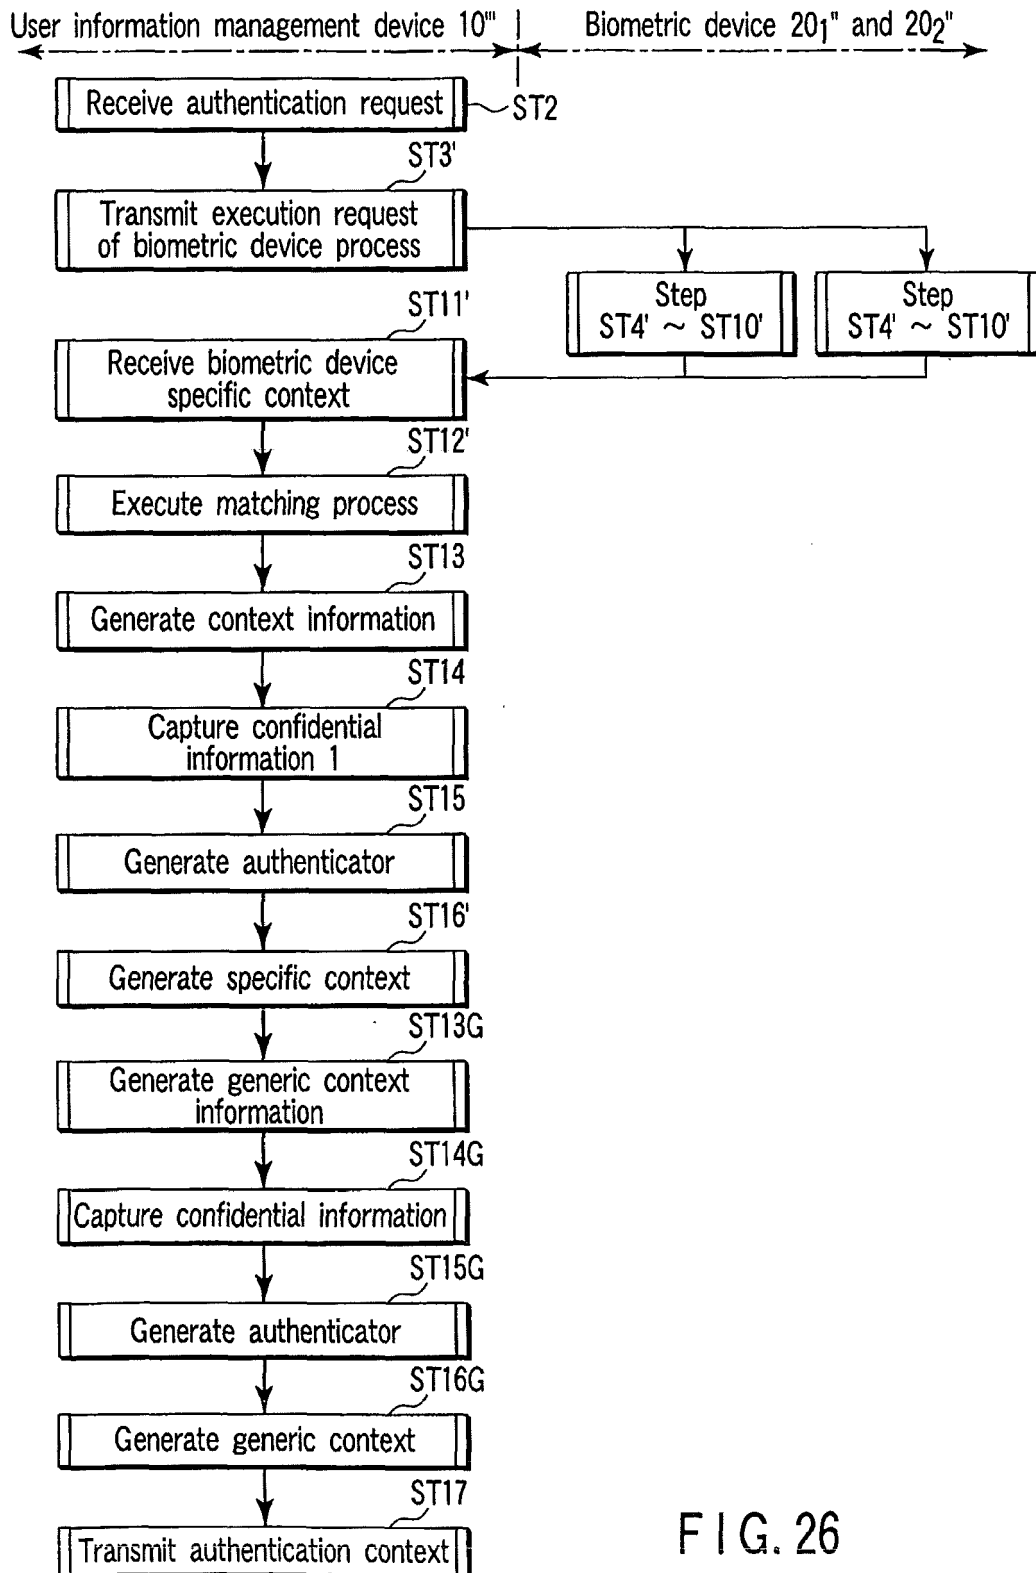 User information management device 10''' Biometric device 20₁" and 20₂"
Receive authentication request
ST2
ST3'
Transmit execution request
of biometric device process
Step
ST4' ~ ST10'
Step
ST4' ~ ST10'
ST11'
Receive biometric device
specific context
ST12'
Execute matching process
ST13
Generate context information
ST14
Capture confidential
information 1
ST15
Generate authenticator
ST16'
Generate specific context
ST13G
Generate generic context
information
ST14G
Capture confidential information
ST15G
Generate authenticator
ST16G
Generate generic context
ST17
Transmit authentication context
FIG. 26